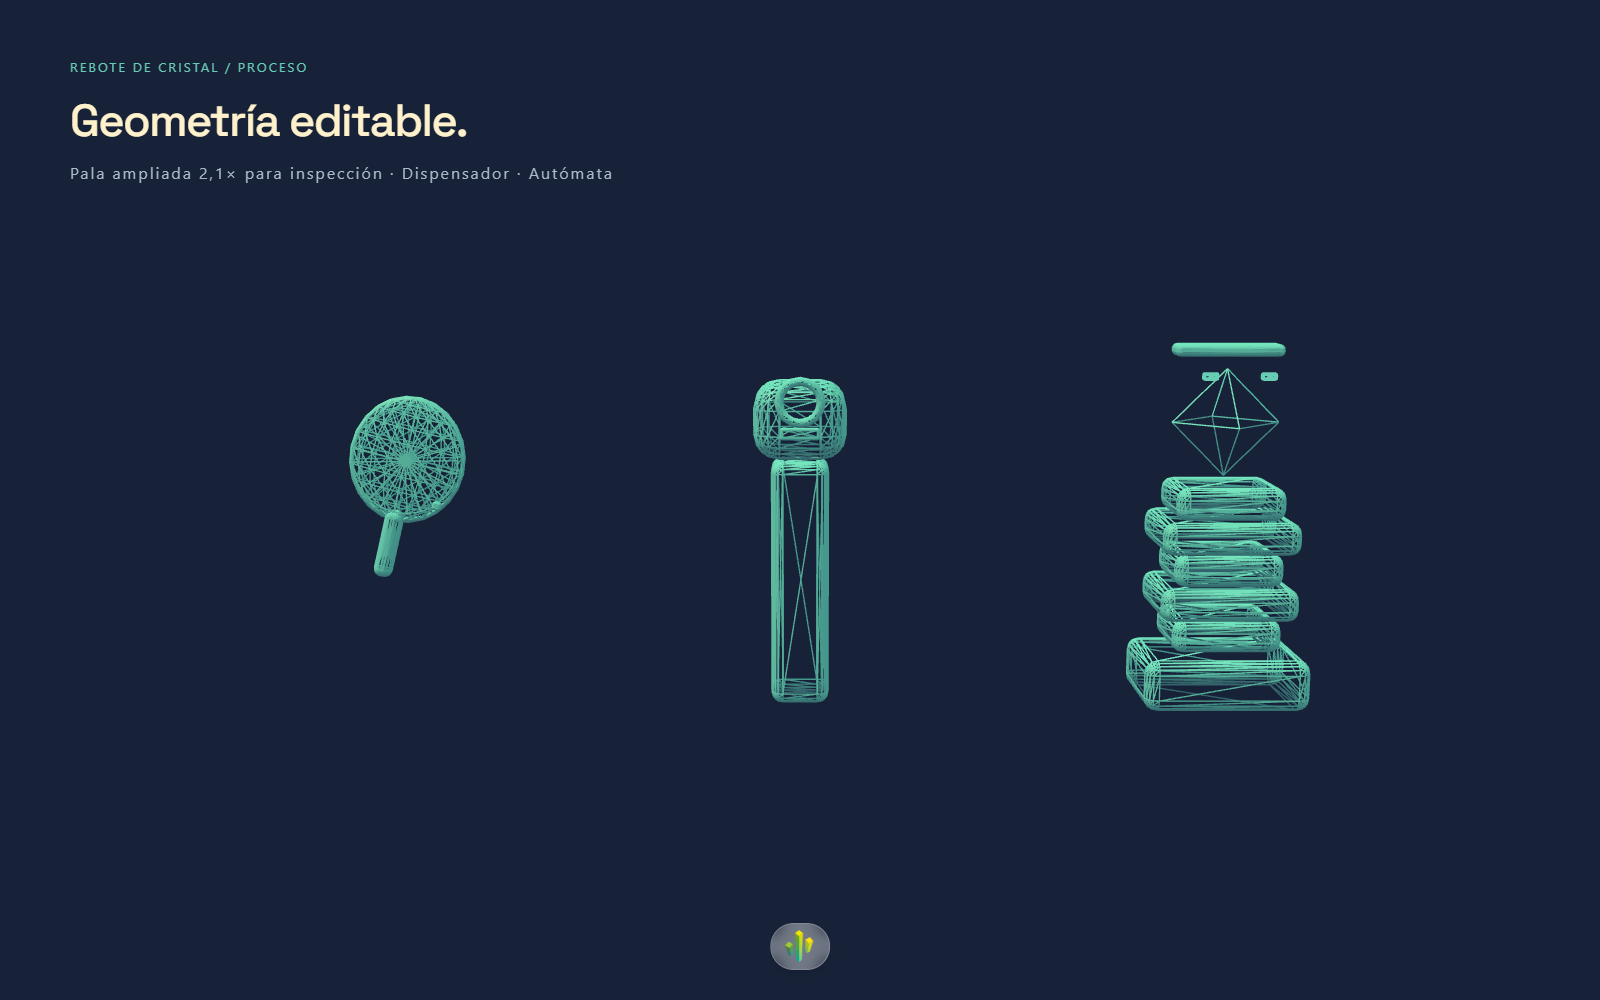 REBOTE DE CRISTAL / PROCESO
Geometría editable.
Pala ampliada 2,1× para inspección · Dispensador · Autómata